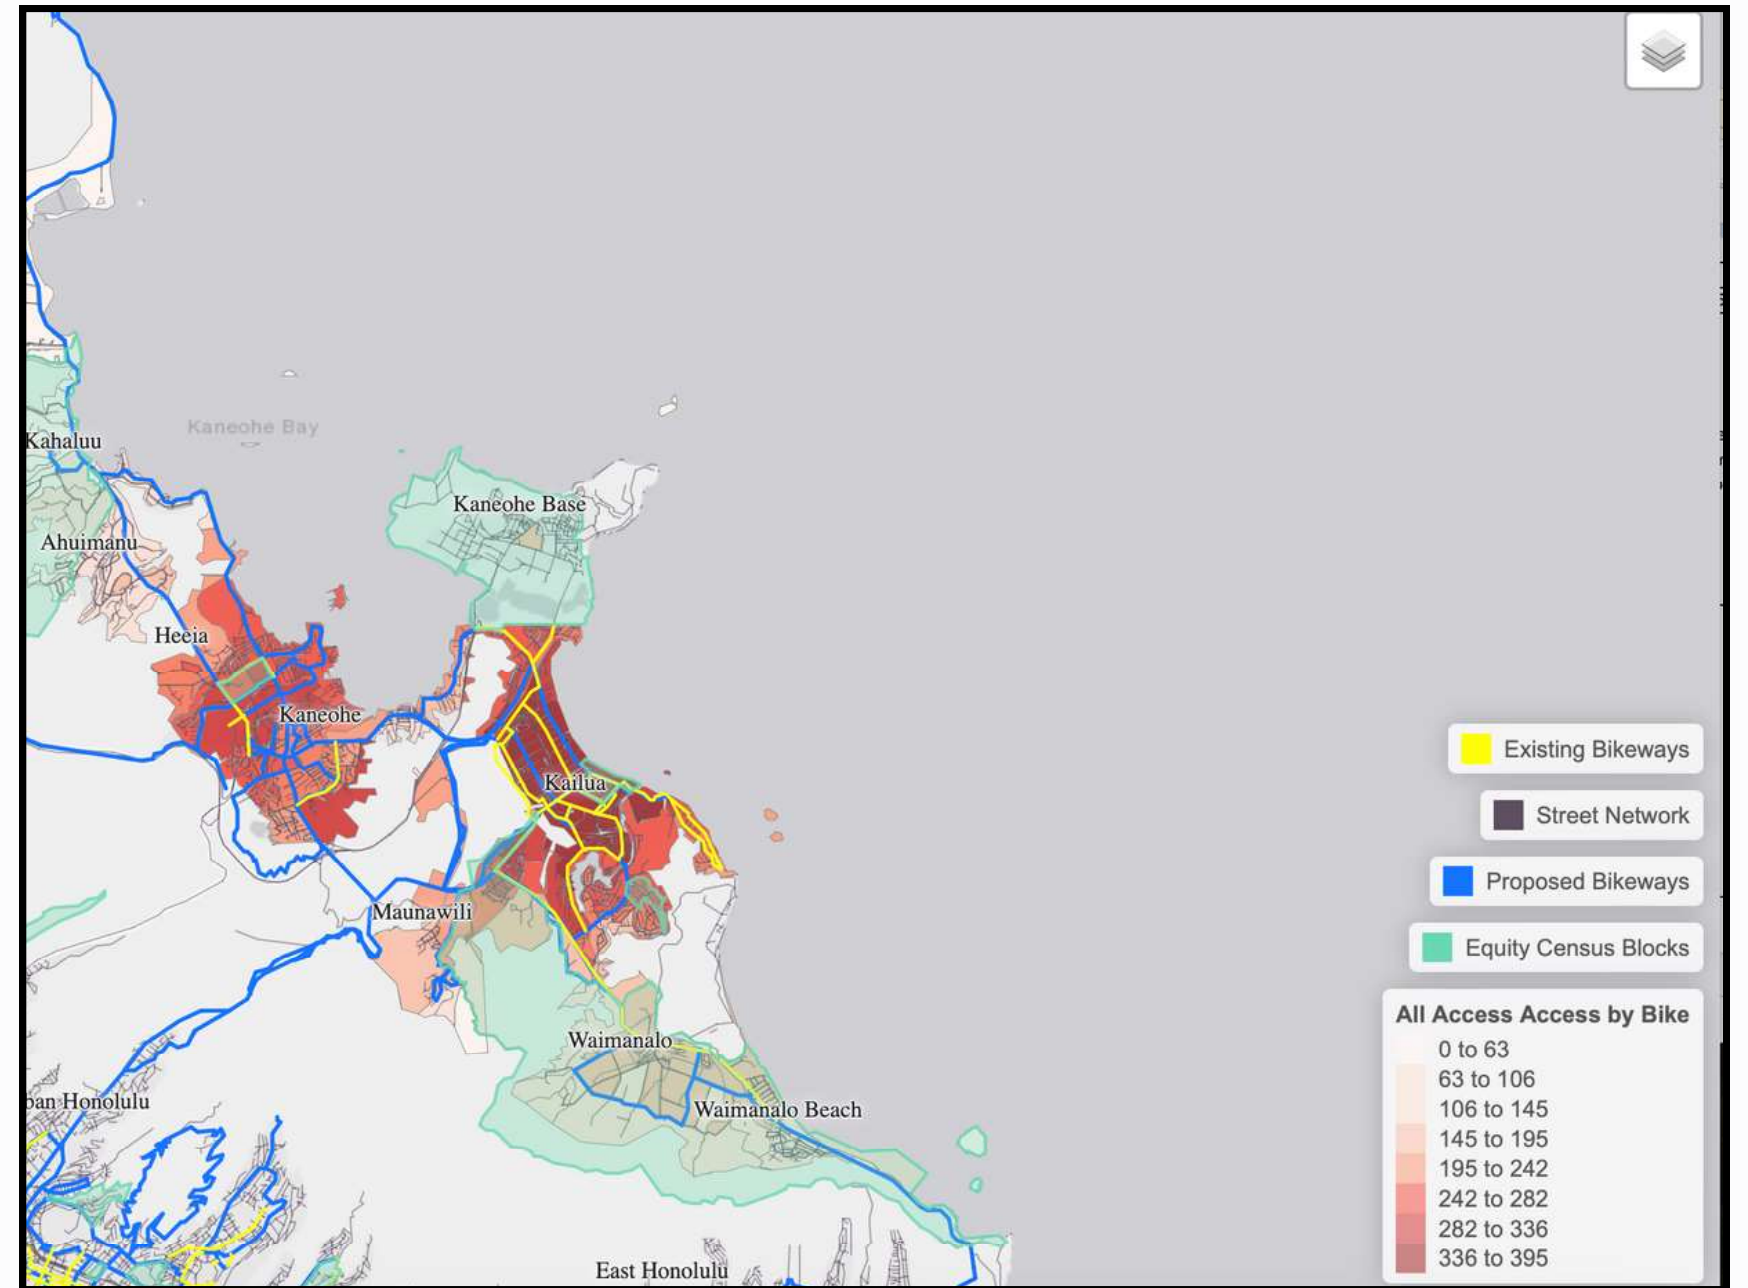 Kaneohe Bay
Kahaluu
Kaneohe Base
Ahuimanu
Heeia
Kaneohe
Kailua
Maunawili
Waimanalo
ban Honolulu
Waimanalo Beach
East Honolulu
Existing Bikeways
Street Network
Proposed Bikeways
Equity Census Blocks
All Access Access by Bike
0 to 63
63 to 106
106 to 145
145 to 195
195 to 242
242 to 282
282 to 336
336 to 395